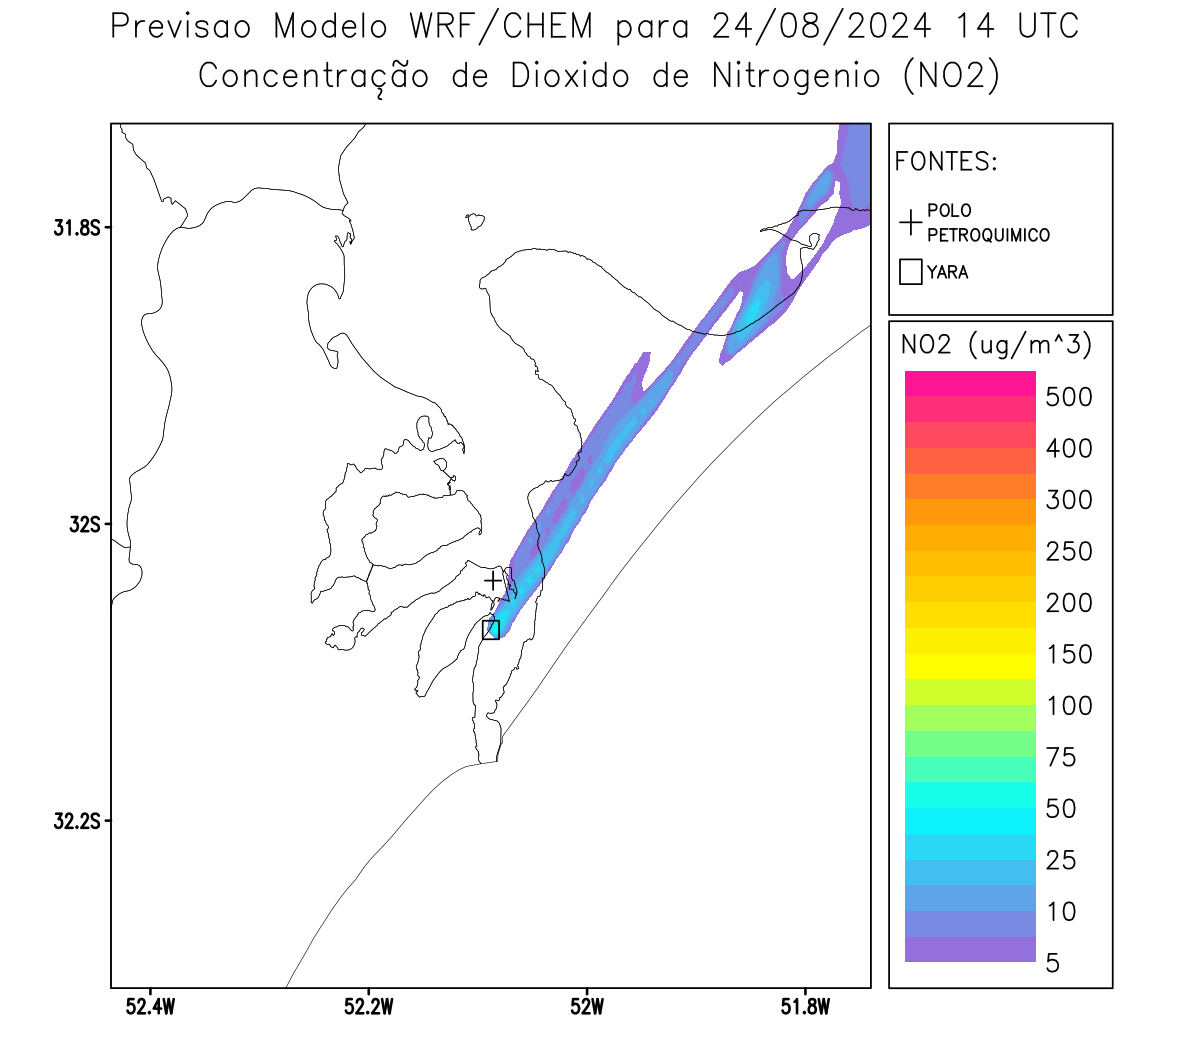 Previsao Modelo WRF/CHEM para 24/08/2024 14 UTC
Concentração de Dioxido de Nitrogenio (NO2)
FONTES:
POLO
PETROQUIMICO
YARA
NO2 (ug/m^3)
500
400
300
250
200
150
100
75
50
25
10
5
31.8S
32S
32.2S
52.4W
52.2W
52W
51.8W